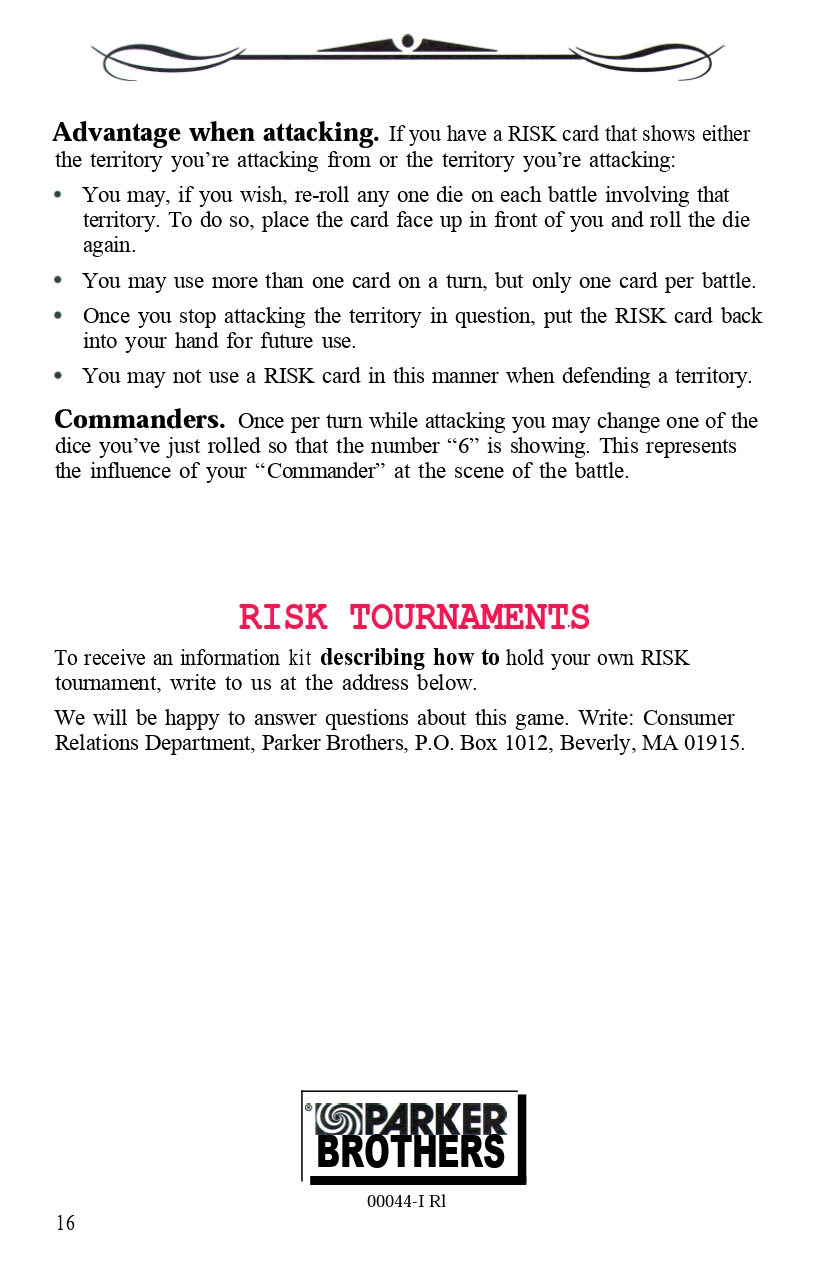 Advantage when attacking. If you have a RISK card that shows either
the territory you’re attacking from or the territory you’re attacking:
• You may, if you wish, re-roll any one die on each battle involving that
territory. To do so, place the card face up in front of you and roll the die
again.
• You may use more than one card on a turn, but only one card per battle.
• Once you stop attacking the territory in question, put the RISK card back
into your hand for future use.
• You may not use a RISK card in this manner when defending a territory.
Commanders. Once per turn while attacking you may change one of the
dice you’ve just rolled so that the number “6” is showing. This represents
the influence of your “Commander” at the scene of the battle.
RISK TOURNAMENTS
To receive an information kit describing how to hold your own RISK
tournament, write to us at the address below.
We will be happy to answer questions about this game. Write: Consumer
Relations Department, Parker Brothers, P.O. Box 1012, Beverly, MA 01915.
® PARKER
BROTHERS
00044-I Rl
16